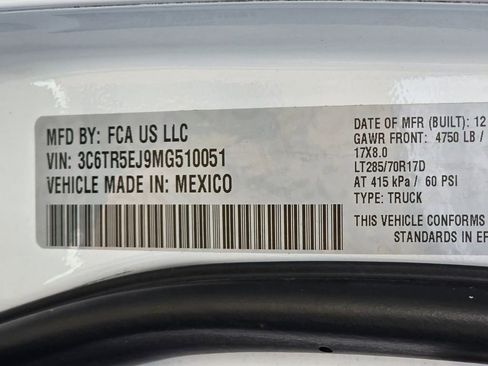 MFD BY: FCA US LLC
VIN: 3C6TR5EJ9MG510051
VEHICLE MADE IN: MEXICO
DATE OF MFR (BUILT): 12
GAWR FRONT: 4750 LB /
17X8.0
LT285/70R17D
AT 415 kPa / 60 PSI
TYPE: TRUCK
THIS VEHICLE CONFORMS
STANDARDS IN EF